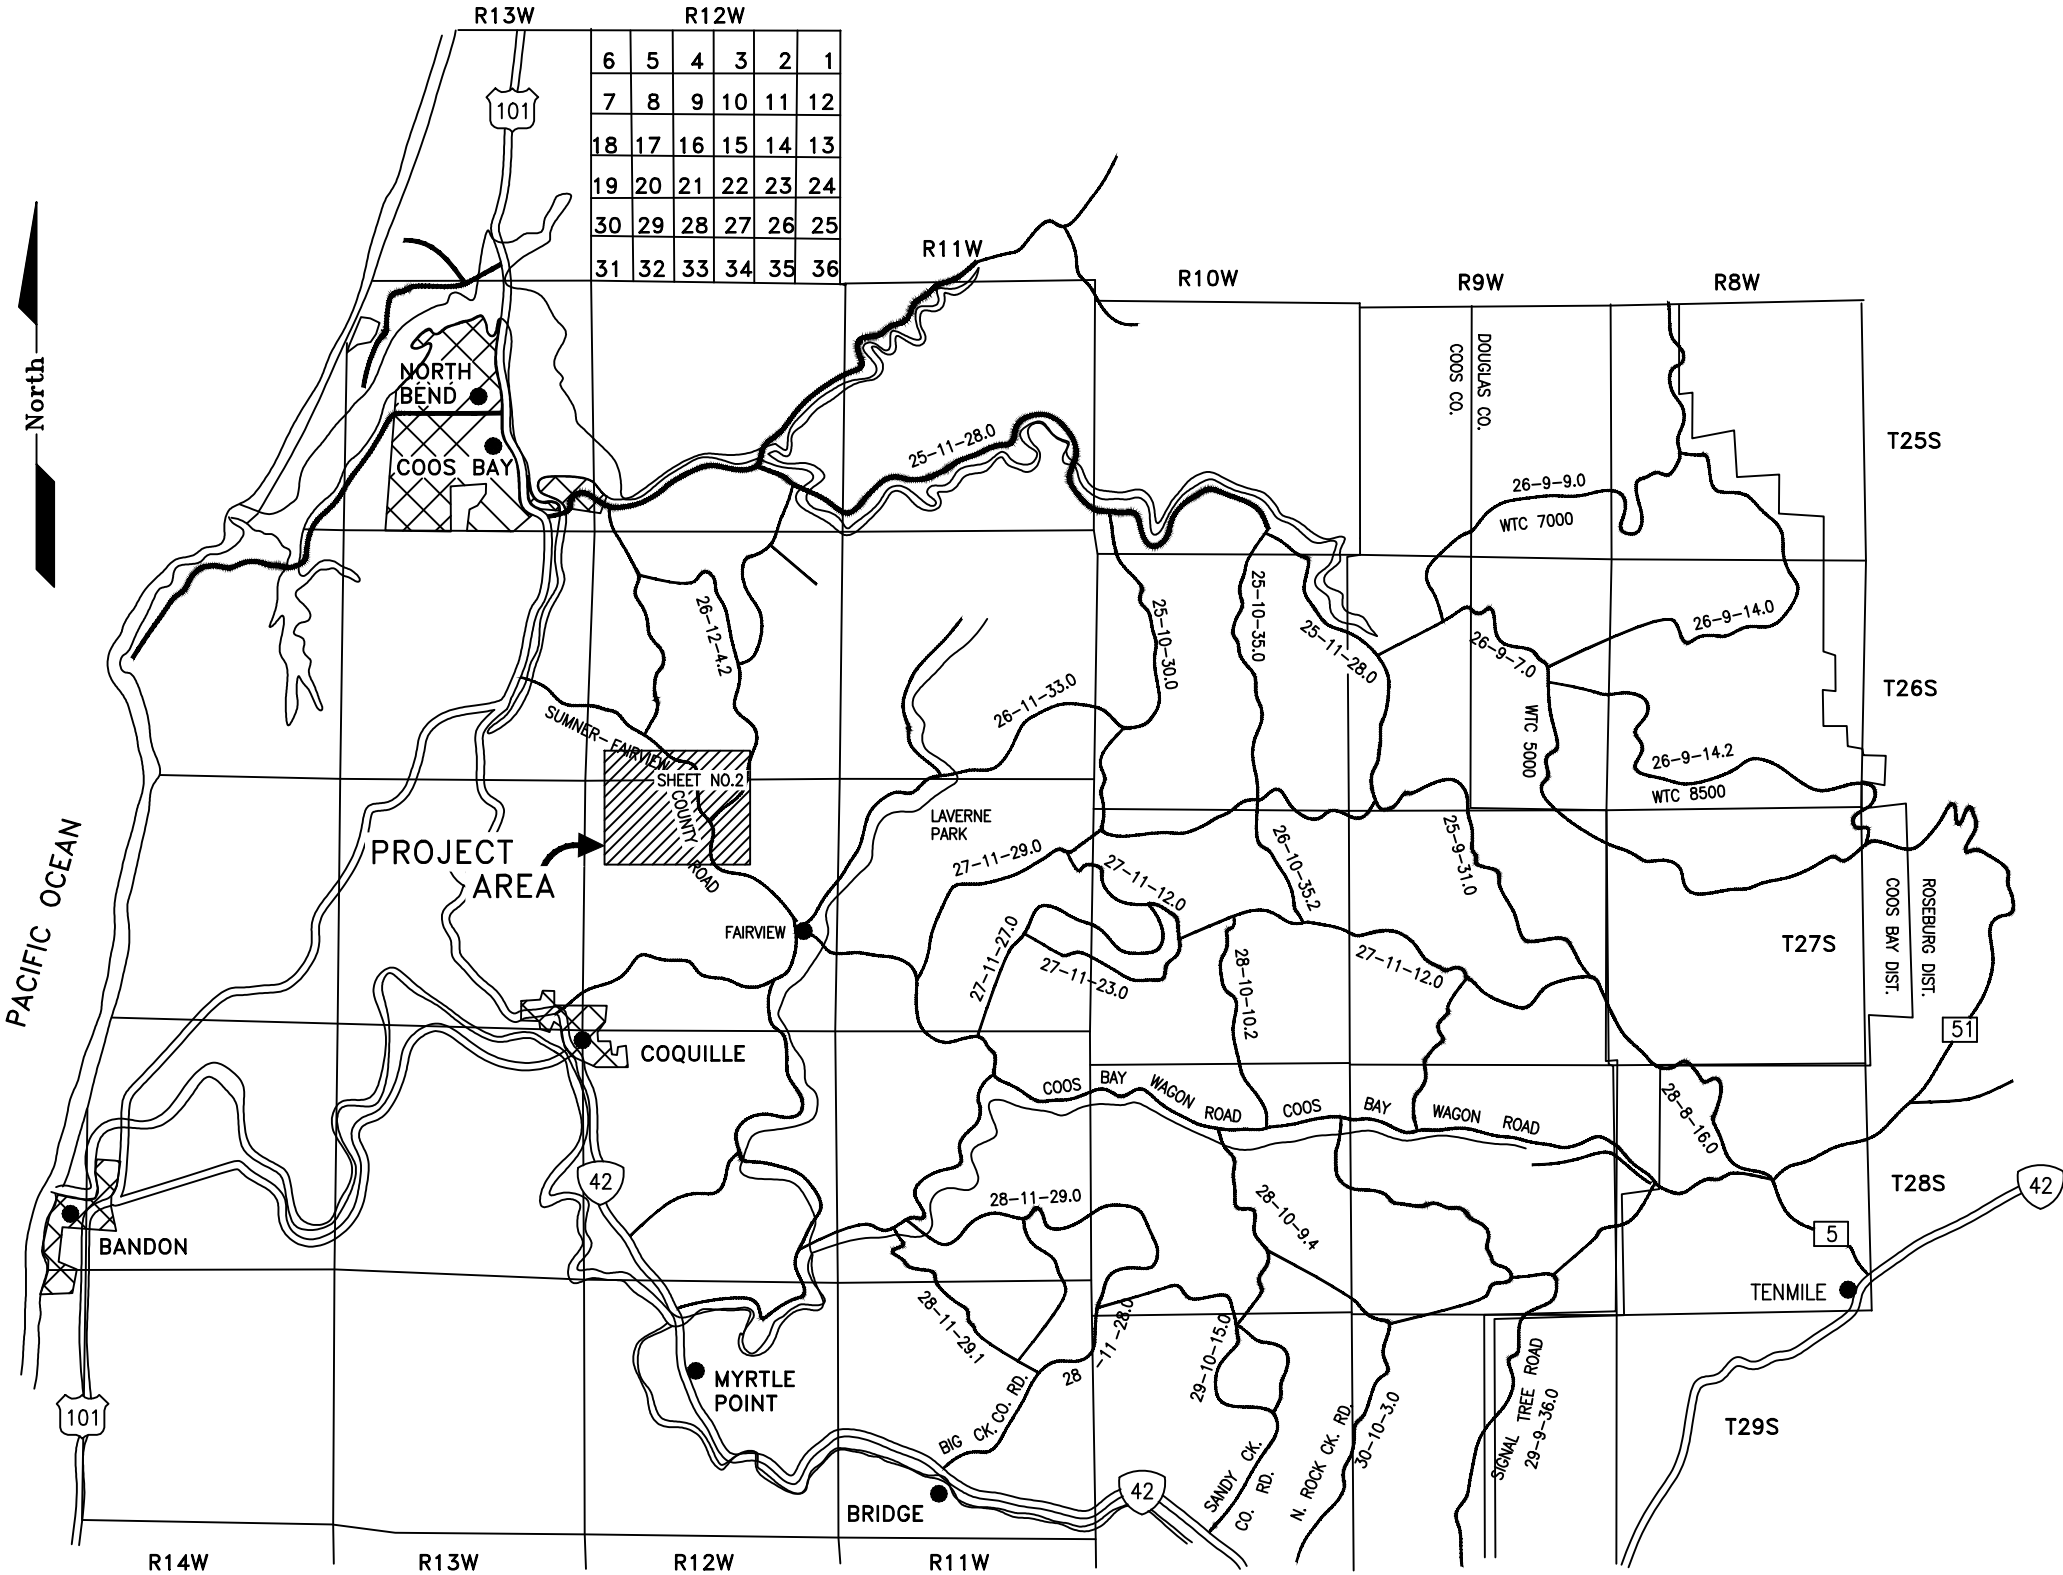 R13W
R12W
6 5 4 3 2 1
7 8 9 10 11 12
18 17 16 15 14 13
19 20 21 22 23 24
30 29 28 27 26 25
31 32 33 34 35 36
101
R11W
R10W
R9W
R8W
North
NORTH
BEND
COOS BAY
25-11-28.0
DOUGLAS CO.
COOS CO.
T25S
26-9-9.0
WTC 7000
26-12-4.2
25-10-30.0
25-10-35.0
25-11-28.0
26-9-7.0
26-9-14.0
T26S
26-11-33.0
SUMNER-FAIRVIEW
COUNTY
ROAD
SHEET NO.2
WTC 5000
26-9-14.2
WTC 8500
PACIFIC OCEAN
PROJECT
AREA
LAVERNE
PARK
27-11-29.0
27-11-12.0
26-10-35.2
25-9-31.0
FAIRVIEW
27-11-27.0
27-11-23.0
28-10-10.2
27-11-12.0
T27S
COOS BAY DIST.
ROSEBURG DIST.
51
COQUILLE
COOS BAY WAGON ROAD
COOS BAY WAGON ROAD
28-8-16.0
42
T28S
42
BANDON
28-11-29.0
28-10-9.4
5
TENMILE
28-11-29.1
28
-11-28.0
29-10-15.0
MYRTLE
POINT
101
BIG CK. CO. RD.
SANDY CK.
CO. RD.
N. ROCK CK. RD.
30-10-3.0
SIGNAL TREE ROAD
29-9-36.0
T29S
42
BRIDGE
R14W
R13W
R12W
R11W